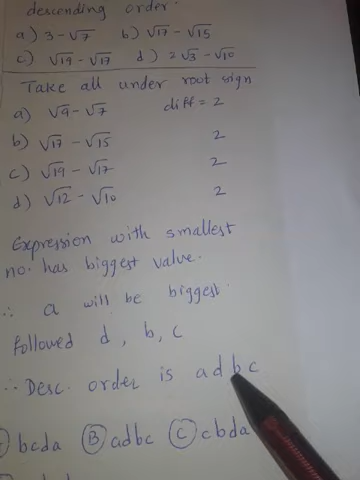 descending order.
a) 3 - √7 b) √17 - √15
c) √19 - √17 d) 2√3 - √10
Take all under root sign
a) √9 - √7 diff = 2
b) √17 - √15 2
c) √19 - √17 2
d) √12 - √10 2
Expression with smallest
no. has biggest value.
∴ a will be biggest
followed d, b, c
∴ Desc. order is adbc
bcda (B) adbc (C) cbda